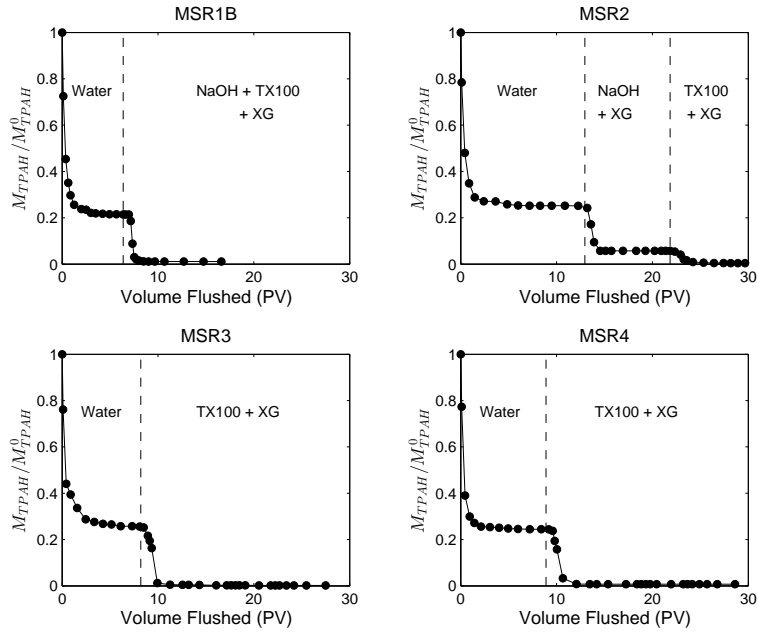 MSR1B
1
0.8
0.6
0.4
0.2
0
M_TPAH/M^0_TPAH
Water
NaOH + TX100
+ XG
0 10 20 30
Volume Flushed (PV)
MSR2
1
0.8
0.6
0.4
0.2
0
M_TPAH/M^0_TPAH
Water
NaOH
+ XG
TX100
+ XG
0 10 20 30
Volume Flushed (PV)
MSR3
1
0.8
0.6
0.4
0.2
0
M_TPAH/M^0_TPAH
Water
TX100 + XG
0 10 20 30
Volume Flushed (PV)
MSR4
1
0.8
0.6
0.4
0.2
0
M_TPAH/M^0_TPAH
Water
TX100 + XG
0 10 20 30
Volume Flushed (PV)